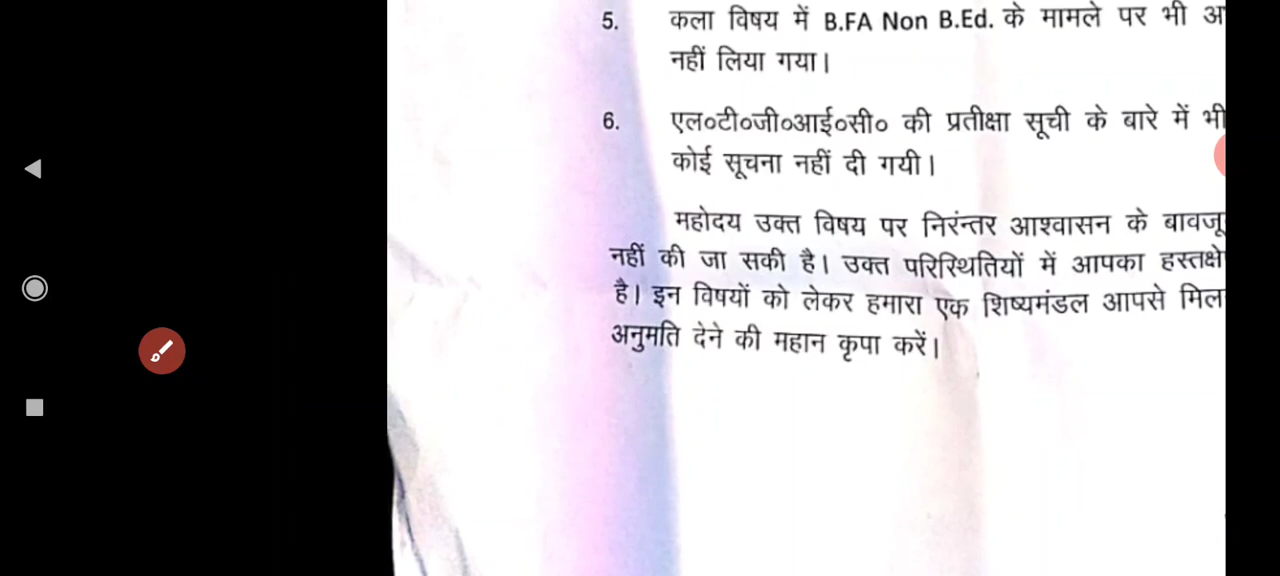 5. कला विषय में B.FA Non B.Ed. के मामले पर भी
नहीं लिया गया।
6. एल०टी०जी०आई०सी० की प्रतीक्षा सूची के बारे में भी
कोई सूचना नहीं दी गयी।
महोदय उक्त विषय पर निरंन्तर आश्वासन के
नहीं की जा सकी है। उक्त परिस्थितियों में आपका
है। इन विषयों को लेकर हमारा एक शिष्यमंडल आपसे
अनुमति देने की महान कृपा करें।